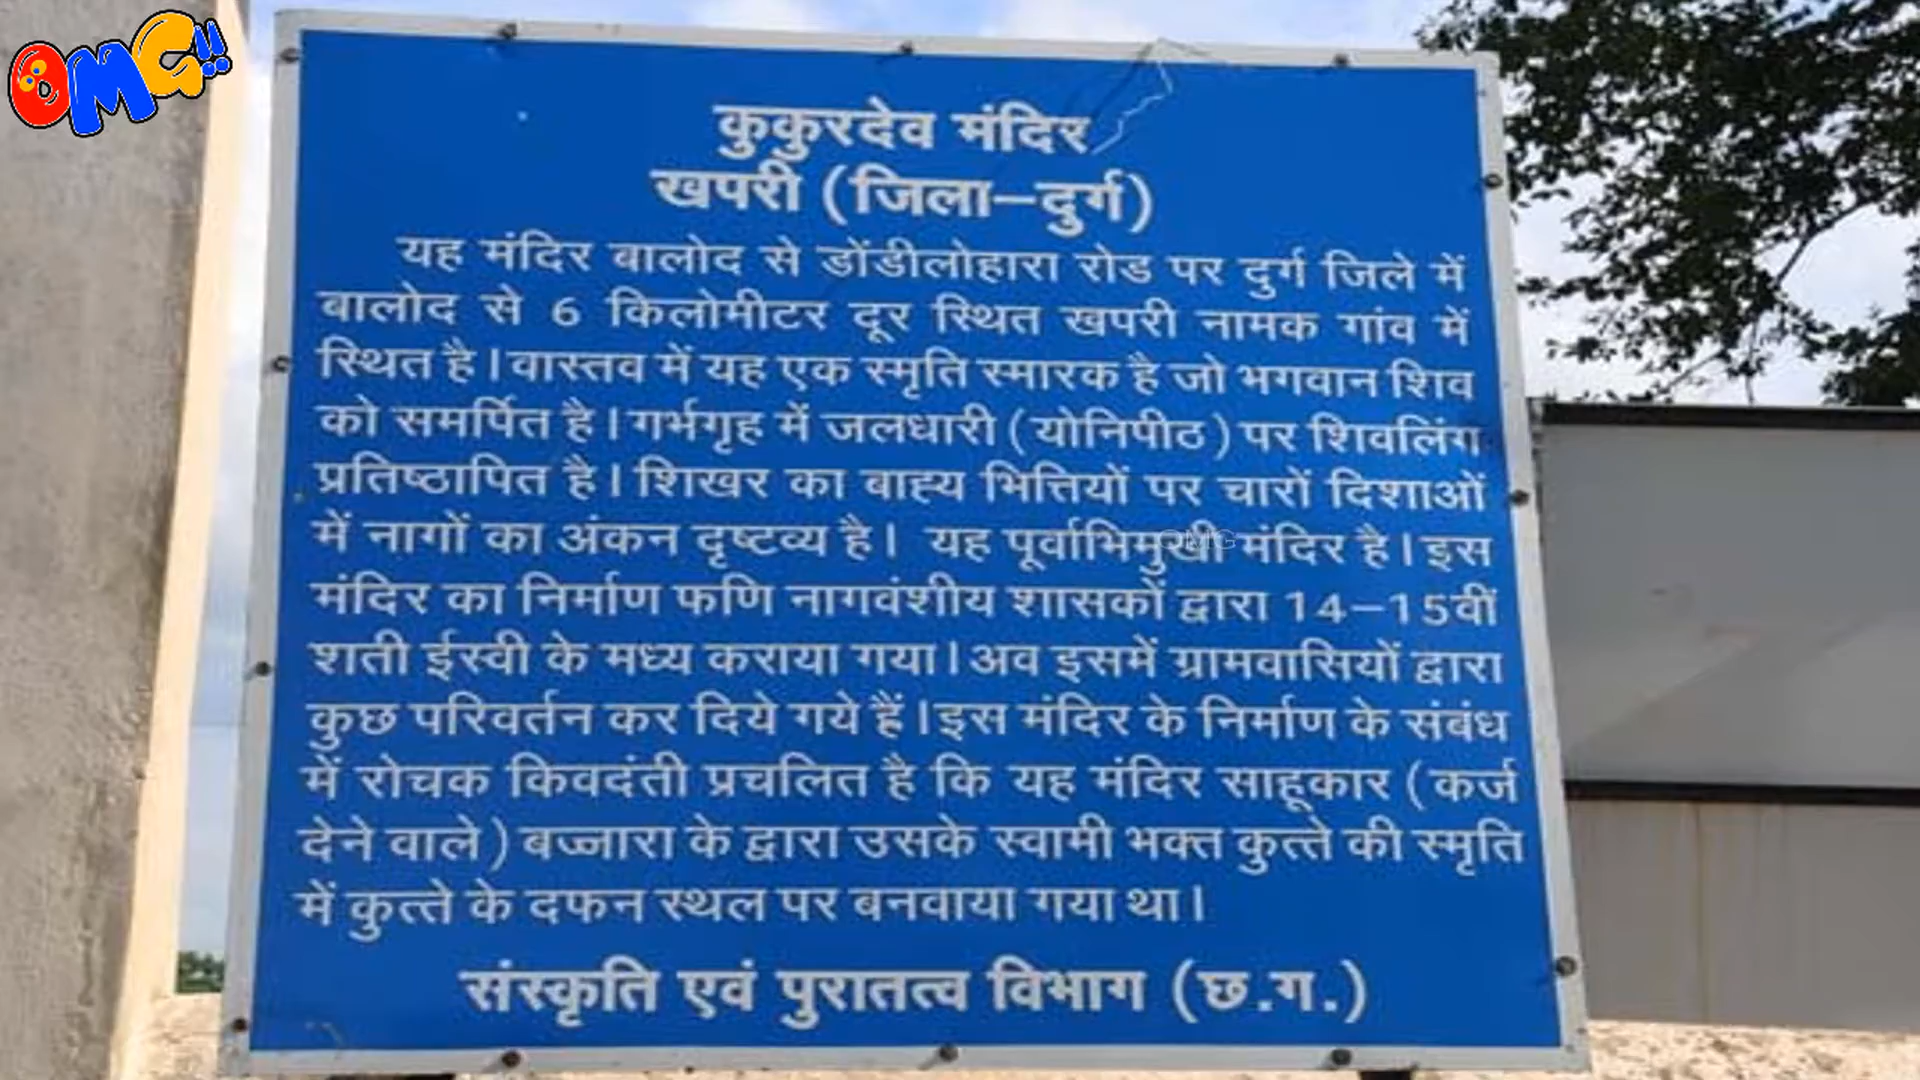 OMG!!
कुकुरदेव मंदिर
खपरी (जिला–दुर्ग)
यह मंदिर बालोद से डोंडीलोहारा रोड पर दुर्ग जिले में
बालोद से 6 किलोमीटर दूर स्थित खपरी नामक गांव में
स्थित है। वास्तव में यह एक स्मृति स्मारक है जो भगवान शिव
को समर्पित है। गर्भगृह में जलधारी (योनिपीठ) पर शिवलिंग
प्रतिष्ठापित है। शिखर का बाह्य भित्तियों पर चारों दिशाओं
में नागों का अंकन दृष्टव्य है। यह पूर्वाभिमुखी मंदिर है। इस
मंदिर का निर्माण फणि नागवंशीय शासकों द्वारा 14–15वीं
शती ईस्वी के मध्य कराया गया। अव इसमें ग्रामवासियों द्वारा
कुछ परिवर्तन कर दिये गये हैं। इस मंदिर के निर्माण के संबंध
में रोचक किवदंती प्रचलित है कि यह मंदिर साहूकार (कर्ज
देने वाले) बज्जारा के द्वारा उसके स्वामी भक्त कुत्ते की स्मृति
में कुत्ते के दफन स्थल पर बनवाया गया था।
संस्कृति एवं पुरातत्व विभाग (छ.ग.)
OMG